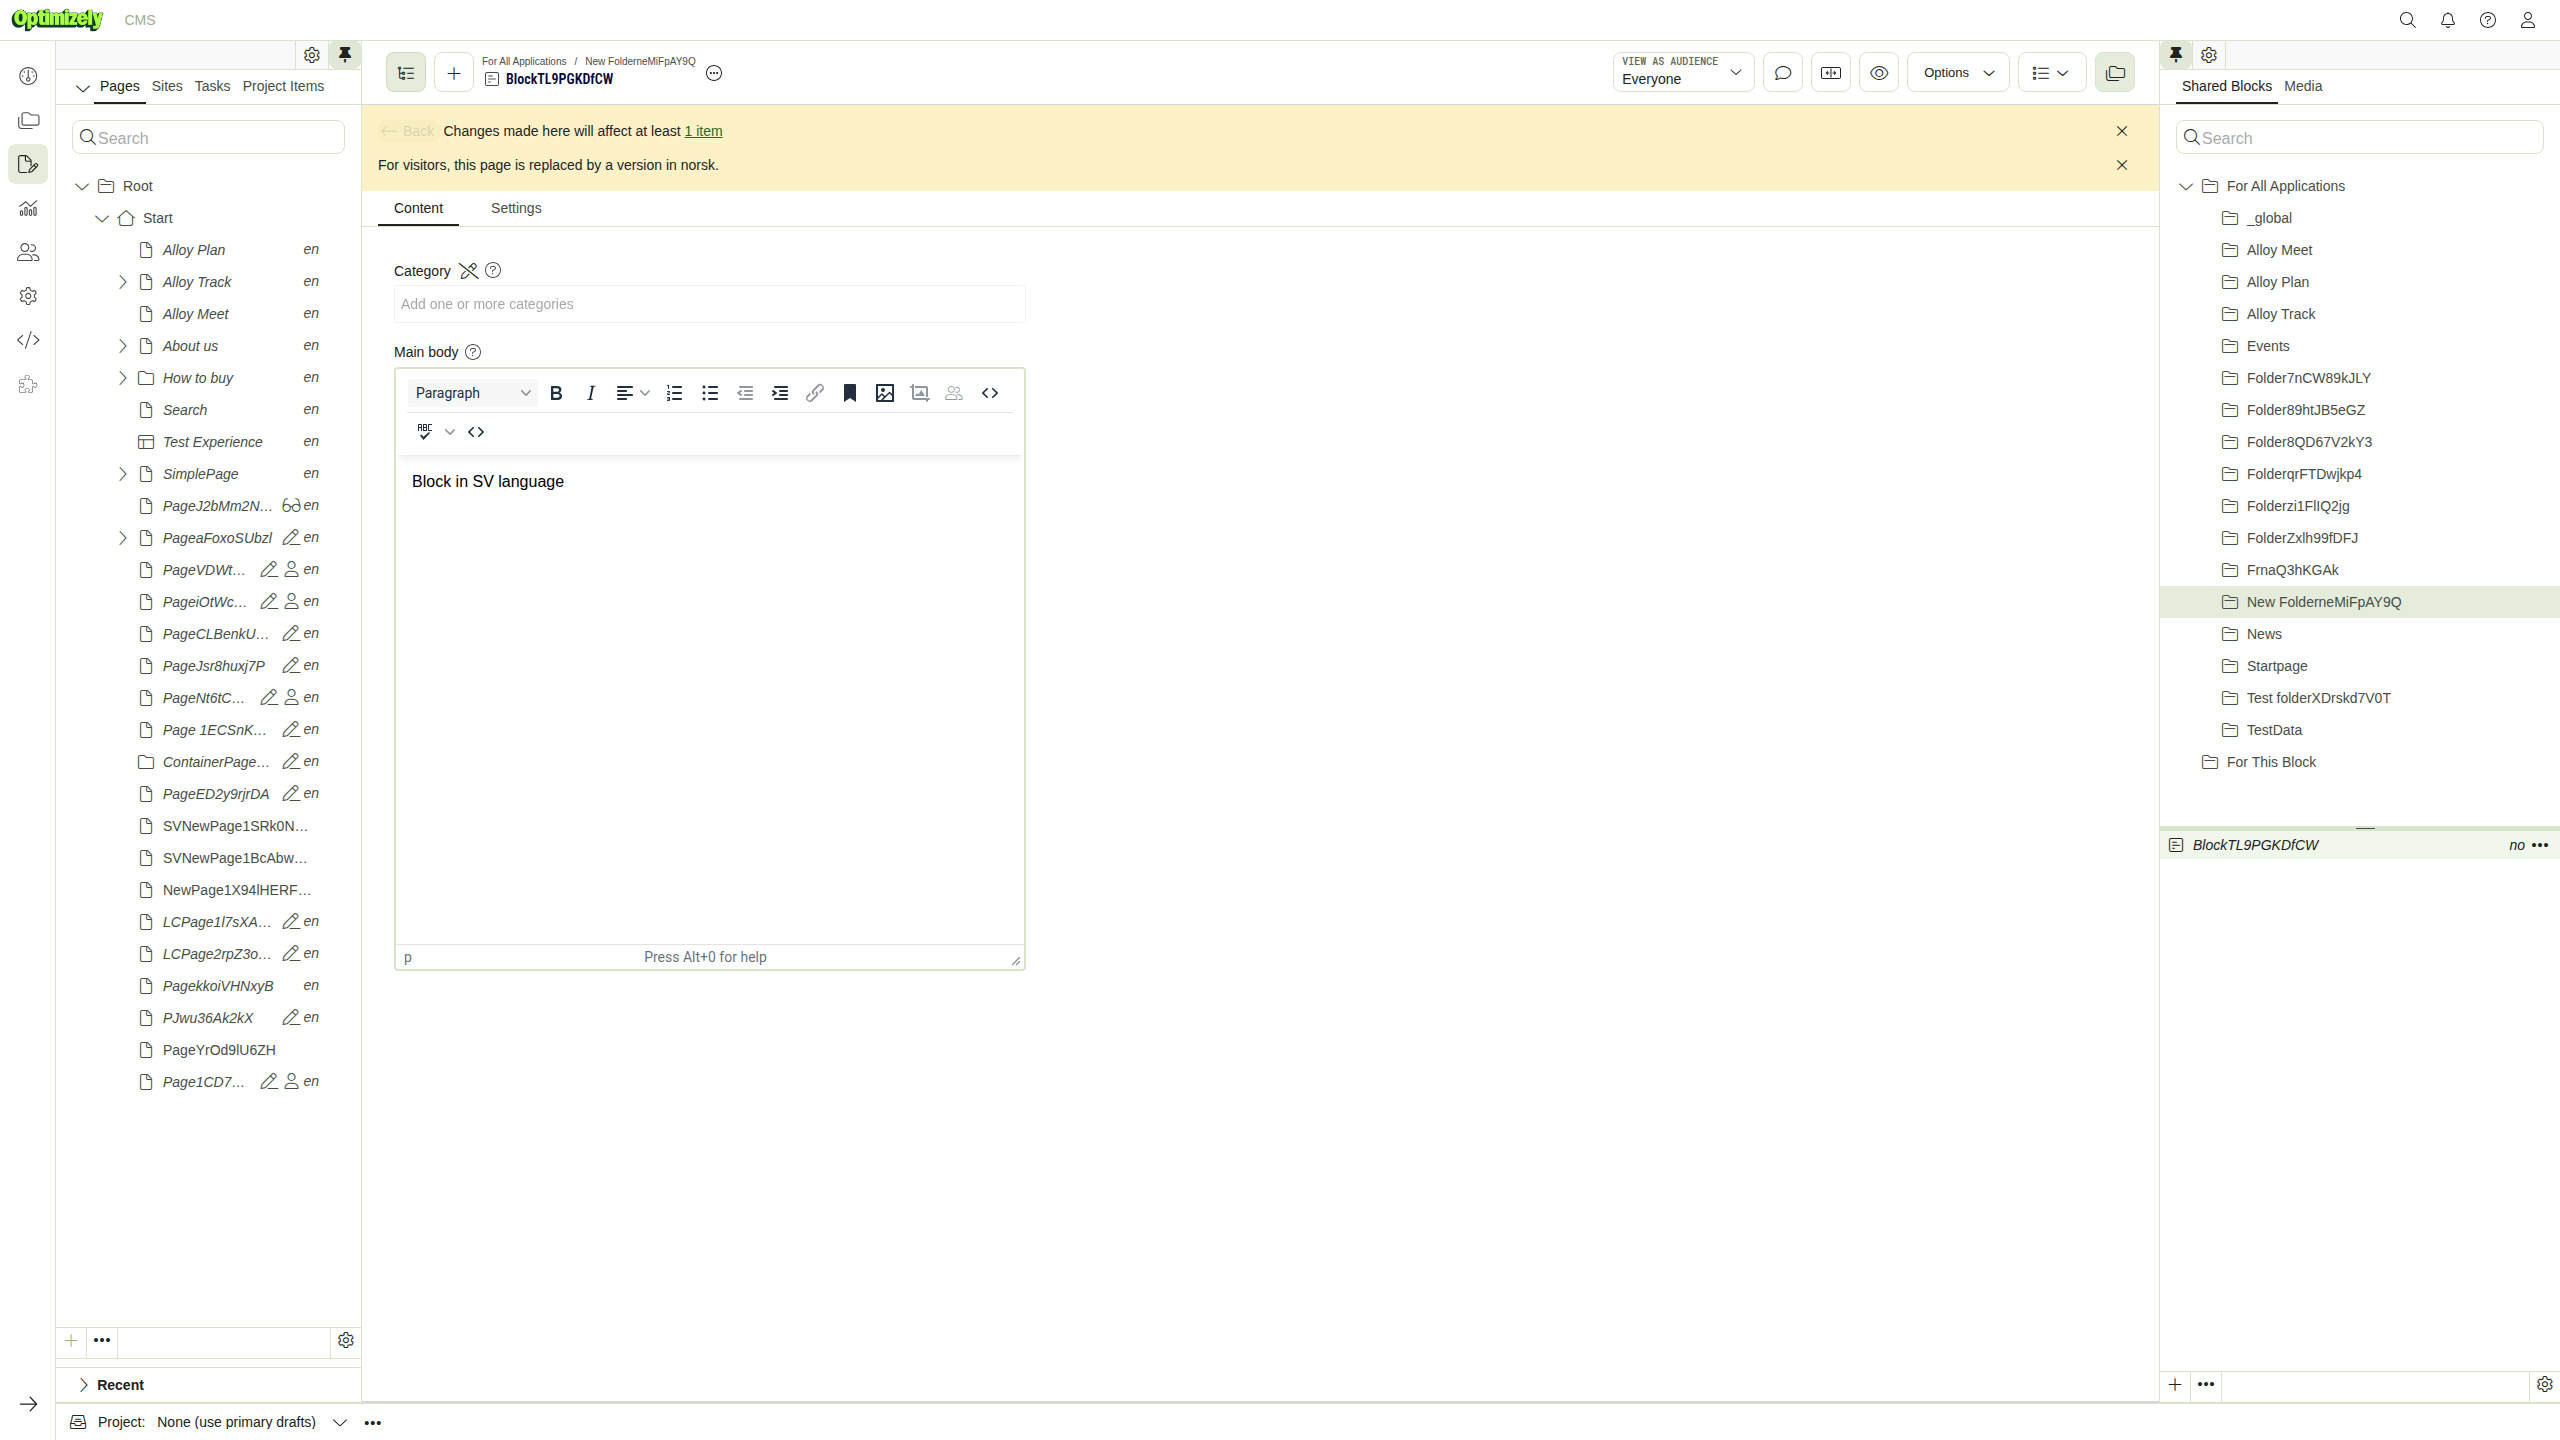 Optimizely CMS
Pages Sites Tasks Project Items
Search
Root
Start
Alloy Plan en
Alloy Track en
Alloy Meet en
About us en
How to buy en
Search en
Test Experience en
SimplePage en
PageJ2bMm2N... en
PageaFoxoSUbzl en
PageVDWt... en
PageiOtWc... en
PageCLBenkU... en
PageJsr8huxj7P en
PageNt6tC... en
Page 1ECSnK... en
ContainerPage... en
PageED2y9rjrDA en
SVNewPage1SRk0N...
SVNewPage1BcAbw...
NewPage1X94lHERF...
LCPage1l7sXA... en
LCPage2rpZ3o... en
PagekkoiVHNxyB en
PJwu36Ak2kX en
PageYrOd9lU6ZH
Page1CD7... en
Recent
Project: None (use primary drafts)
For All Applications / New FolderneMiFpAY9Q
BlockTL9PGKDfCW
VIEW AS AUDIENCE
Everyone
Options
Back Changes made here will affect at least 1 item
For visitors, this page is replaced by a version in norsk.
Content Settings
Category
Add one or more categories
Main body
Paragraph
Block in SV language
p Press Alt+0 for help
Shared Blocks Media
Search
For All Applications
_global
Alloy Meet
Alloy Plan
Alloy Track
Events
Folder7nCW89kJLY
Folder89htJB5eGZ
Folder8QD67V2kY3
FolderqrFTDwjkp4
Folderzi1FlIQ2jg
FolderZxlh99fDFJ
FrnaQ3hKGAk
New FolderneMiFpAY9Q
News
Startpage
Test folderXDrskd7V0T
TestData
For This Block
BlockTL9PGKDfCW no